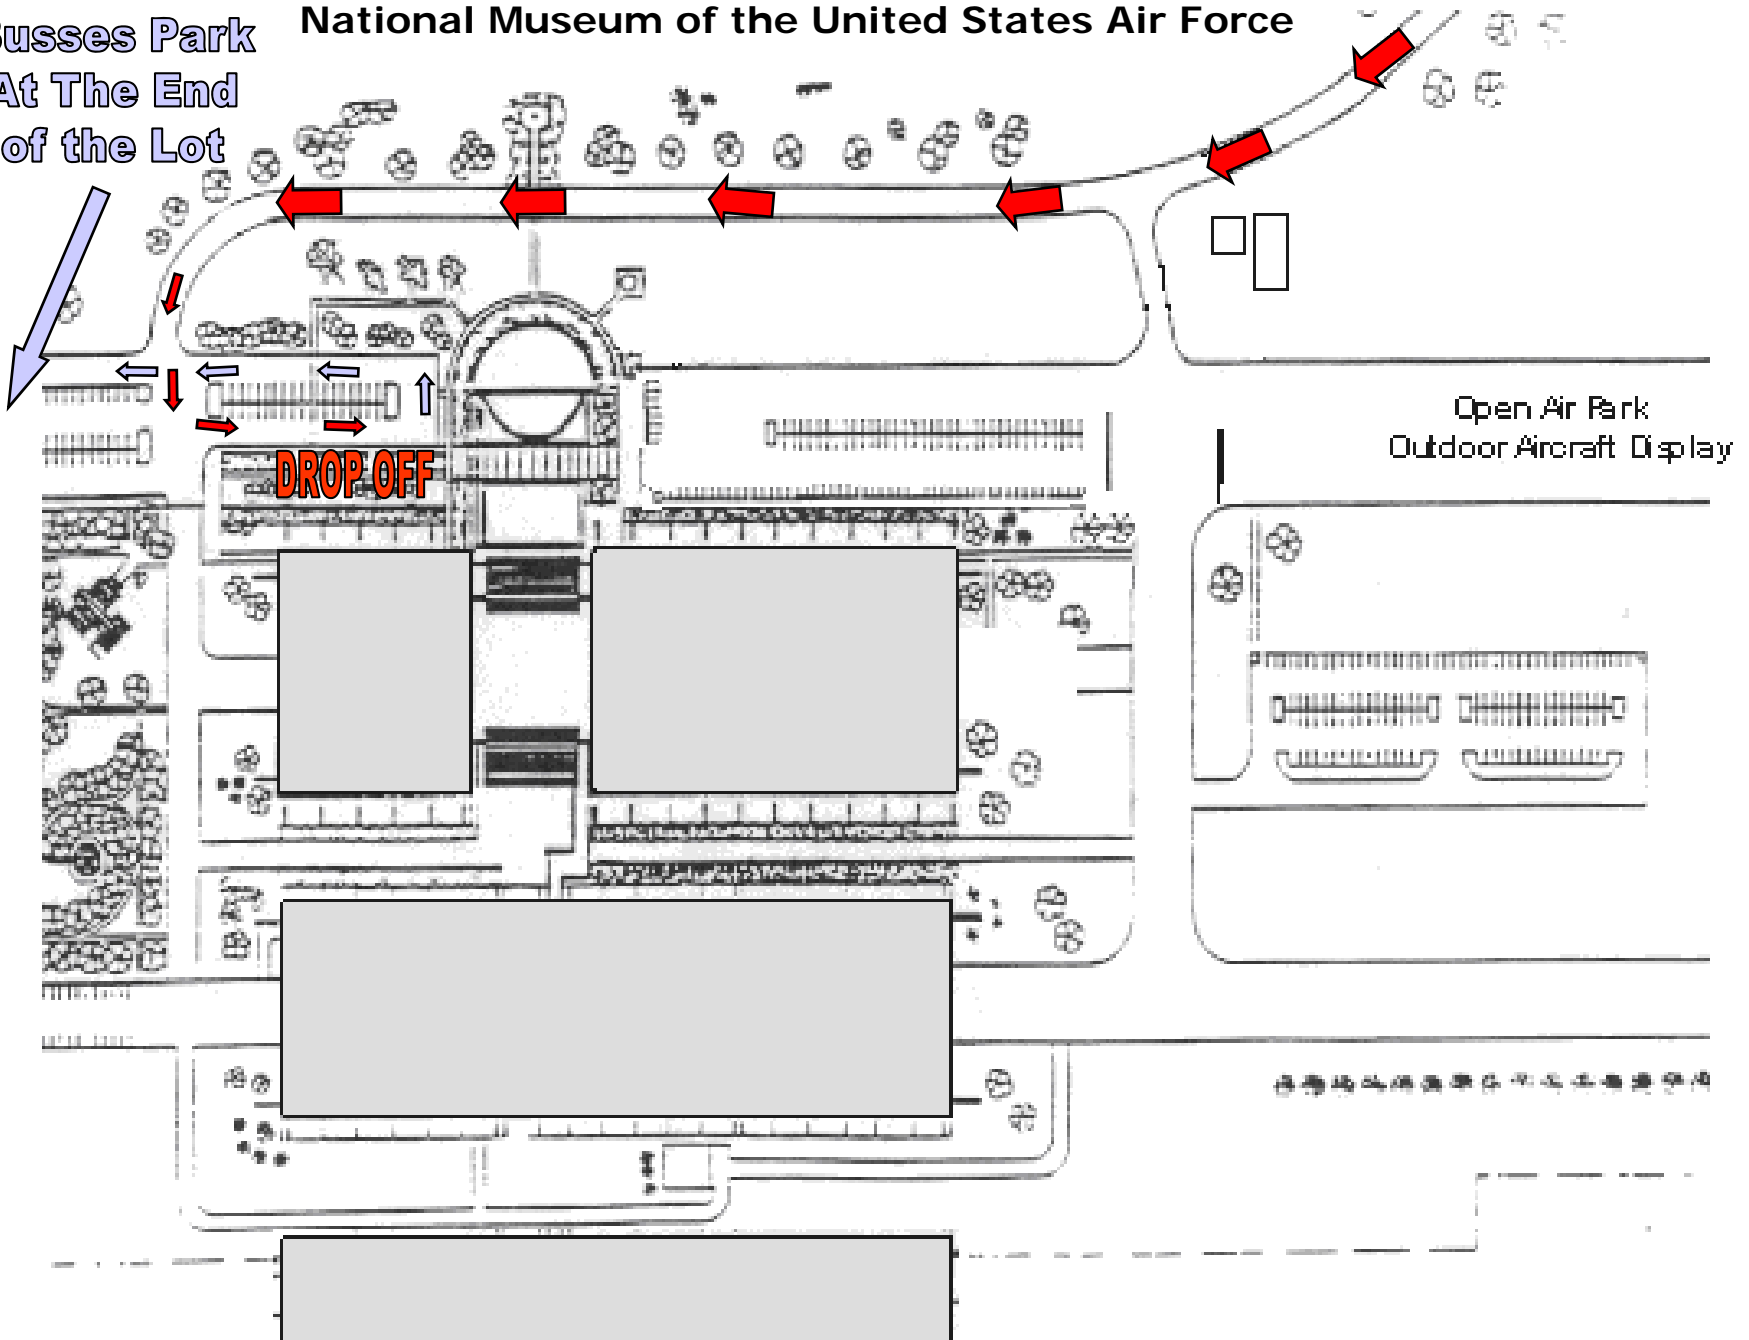 National Museum of the United States Air Force
Busses Park
At The End
of the Lot
DROP OFF
Open Air Park
Outdoor Aircraft Display